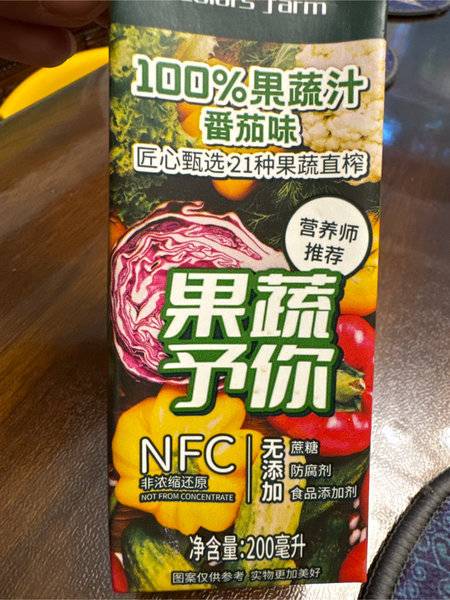 Colors Farm
100%果蔬汁
番茄味
匠心甄选21种果蔬直榨
营养师
推荐
果蔬
予你
NFC
非浓缩还原
NOT FROM CONCENTRATE
无添加
蔗糖
防腐剂
食品添加剂
净含量:200毫升
图案仅供参考 实物更加美好